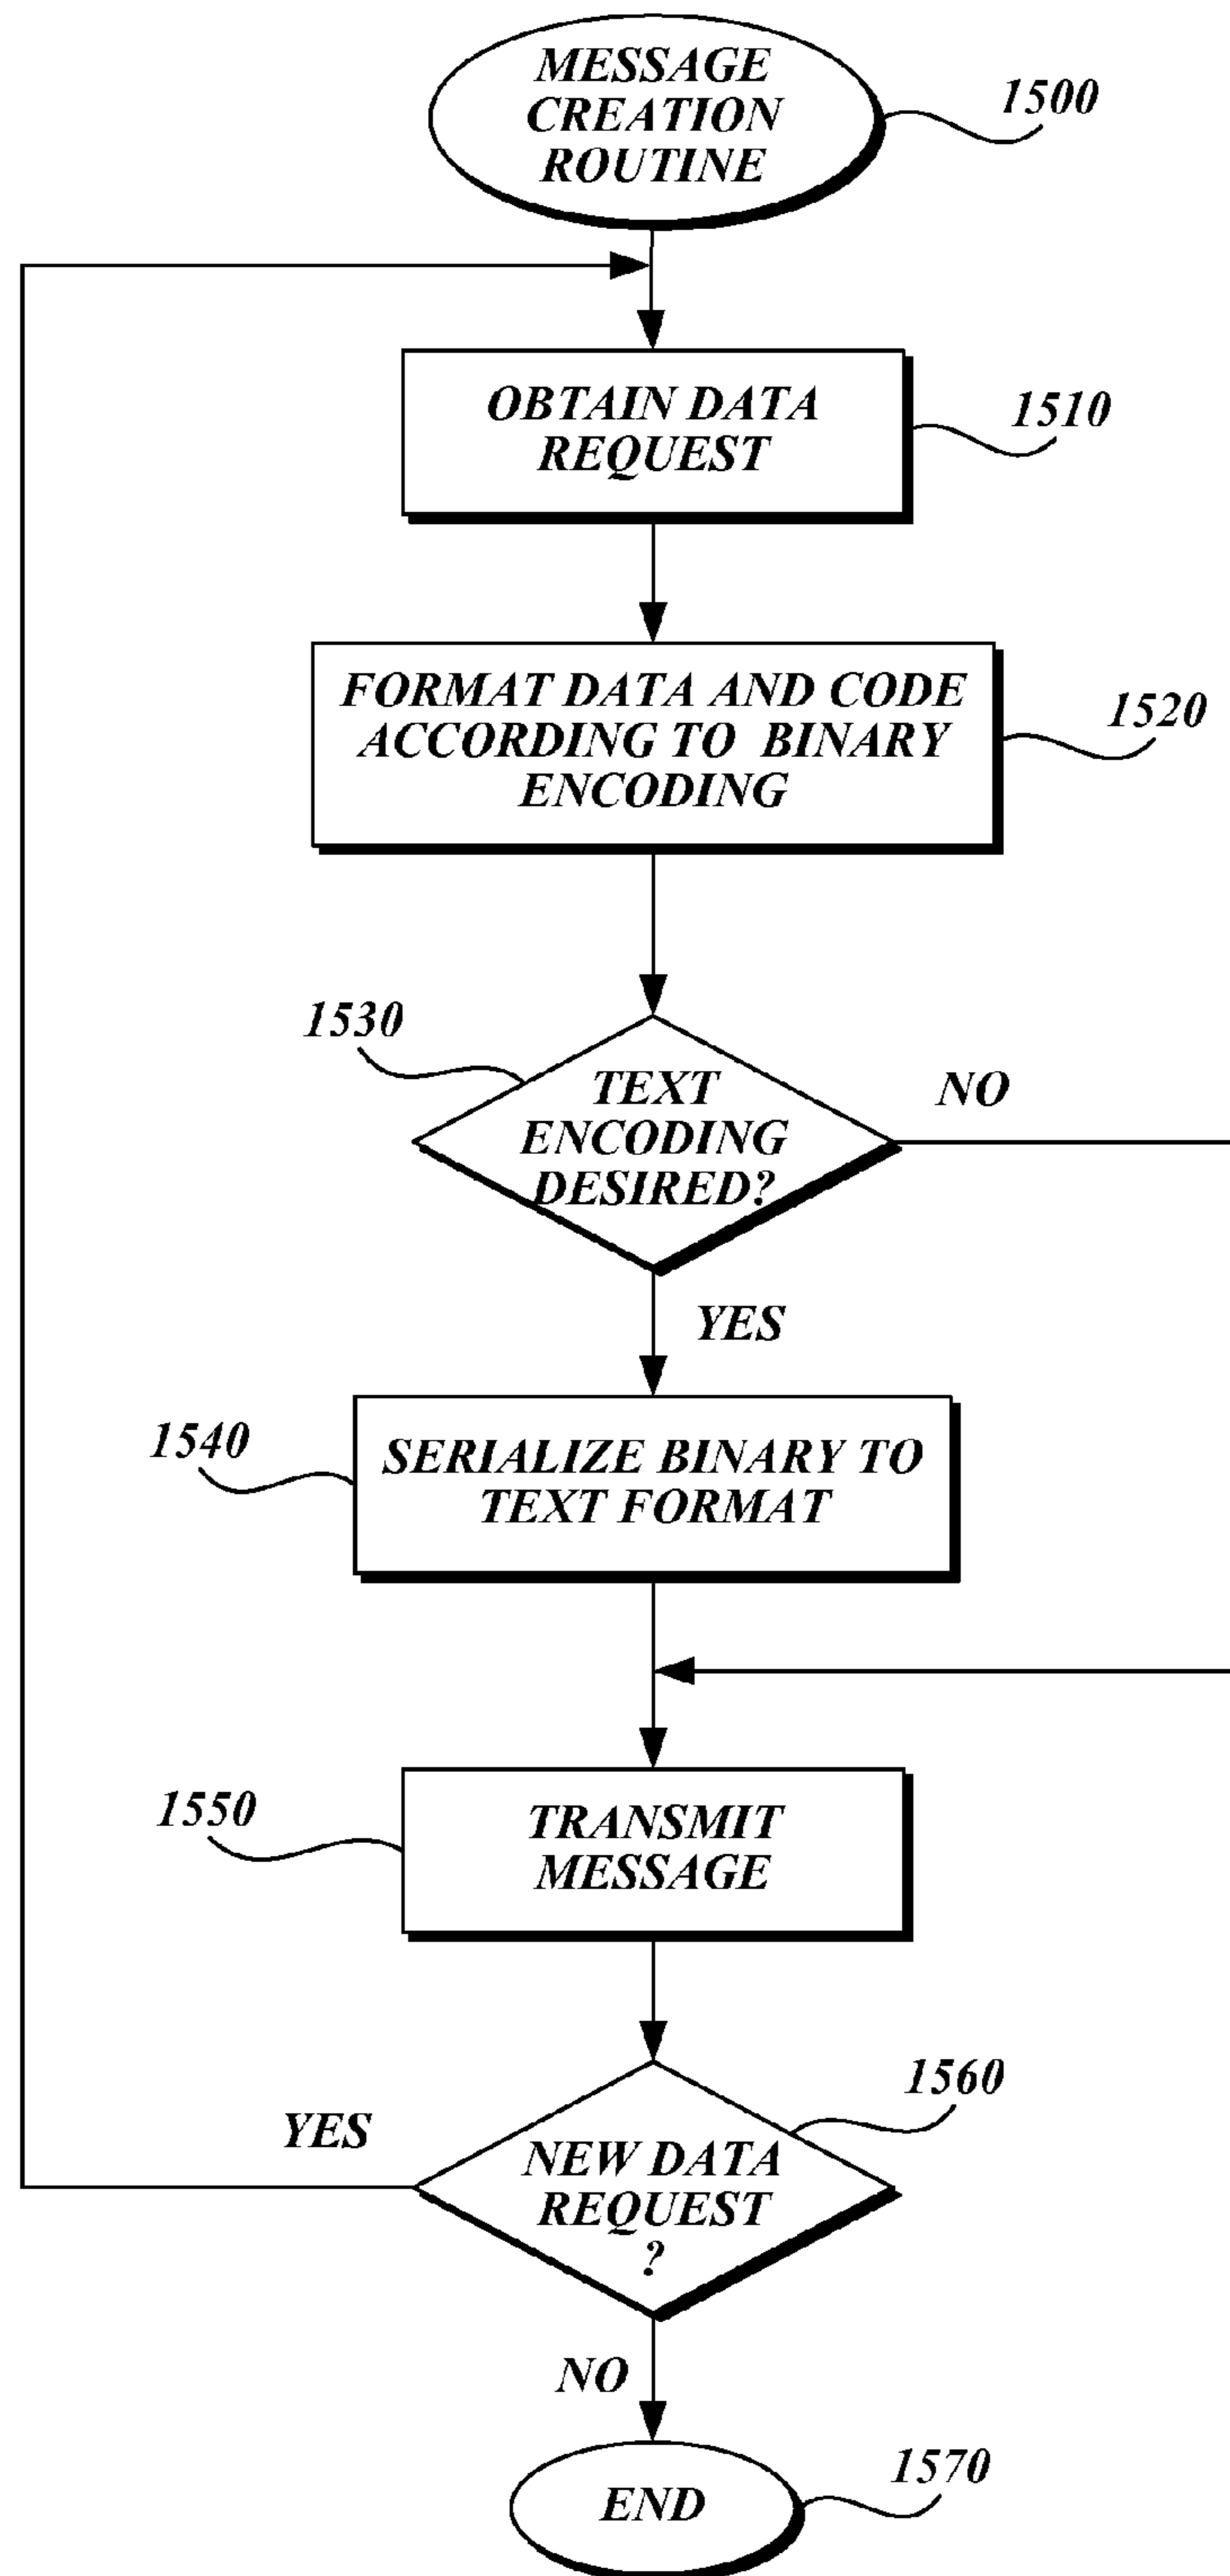 MESSAGE
CREATION
ROUTINE
1500
OBTAIN DATA
REQUEST
1510
FORMAT DATA AND CODE
ACCORDING TO BINARY
ENCODING
1520
1530
TEXT
ENCODING
DESIRED?
NO
YES
1540
SERIALIZE BINARY TO
TEXT FORMAT
1550
TRANSMIT
MESSAGE
1560
YES
NEW DATA
REQUEST
?
NO
1570
END